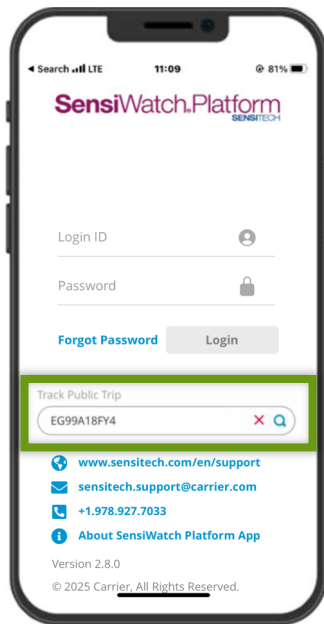 Search LTE 11:09 81%
SensiWatch® Platform
SENSITECH
Login ID
Password
Forgot Password Login
Track Public Trip
EG99A18FY4
www.sensitech.com/en/support
sensitech.support@carrier.com
+1.978.927.7033
About SensiWatch Platform App
Version 2.8.0
© 2025 Carrier, All Rights Reserved.